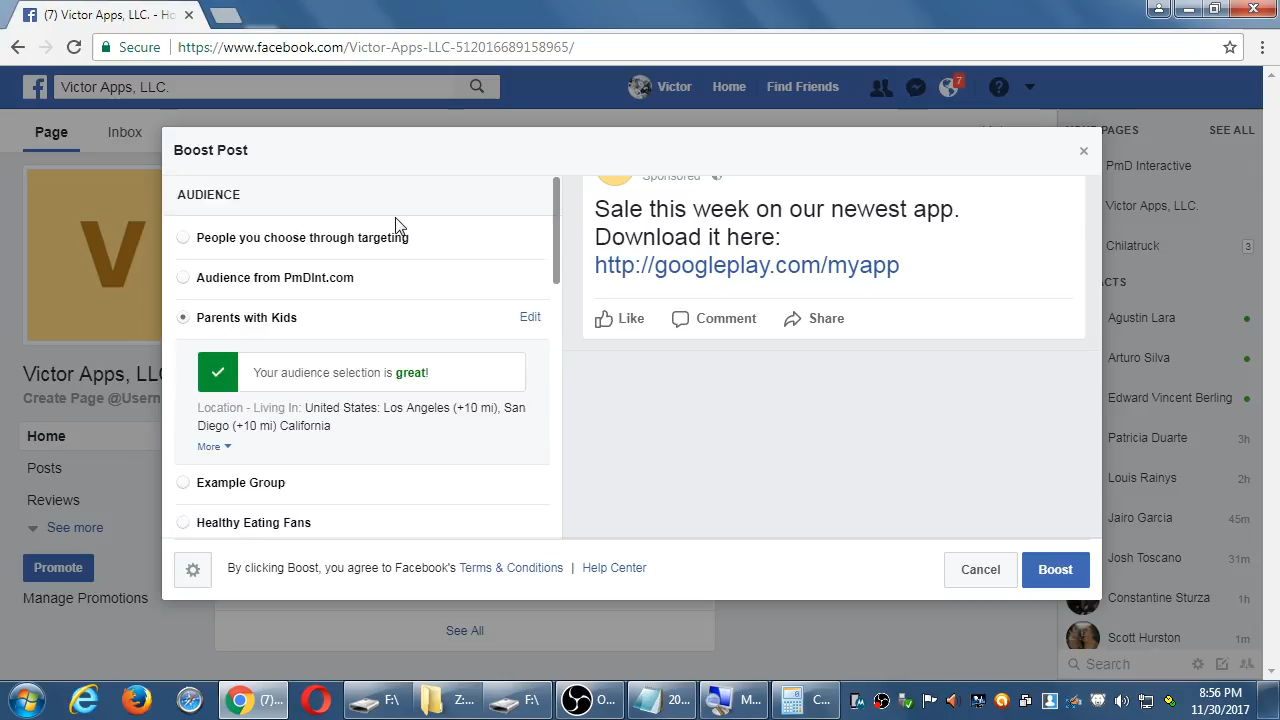 (7) Victor Apps, LLC. - Ho
Secure
https://www.facebook.com/Victor-Apps-LLC-512016689158965/
Victor Apps, LLC.
Victor
Home
Find Friends
7
Page
Inbox
PAGES
SEE ALL
Boost Post
AUDIENCE
People you choose through targeting
Audience from PmDInt.com
Parents with Kids
Edit
Your audience selection is great!
Location - Living In: United States: Los Angeles (+10 mi), San
Diego (+10 mi) California
More
Example Group
Healthy Eating Fans
Sponsored
Sale this week on our newest app.
Download it here:
http://googleplay.com/myapp
Like
Comment
Share
By clicking Boost, you agree to Facebook's Terms & Conditions | Help Center
Cancel
Boost
V
Victor Apps, LL
Create Page @Usern
Home
Posts
Reviews
See more
Promote
Manage Promotions
See All
PmD Interactive
Victor Apps, LLC.
Chilatruck
3
ACTS
Agustin Lara
Arturo Silva
Edward Vincent Berling
Patricia Duarte
3h
Louis Rainys
2h
Jairo Garcia
45m
Josh Toscano
31m
Constantine Sturza
1h
Scott Hurston
1m
Search
(7)...
F:\
Z...
F:\
O...
20...
M...
C...
8:56 PM
11/30/2017